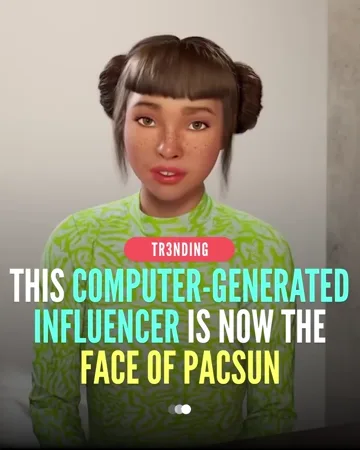 TR3NDING
THIS COMPUTER-GENERATED
INFLUENCER IS NOW THE
FACE OF PACSUN